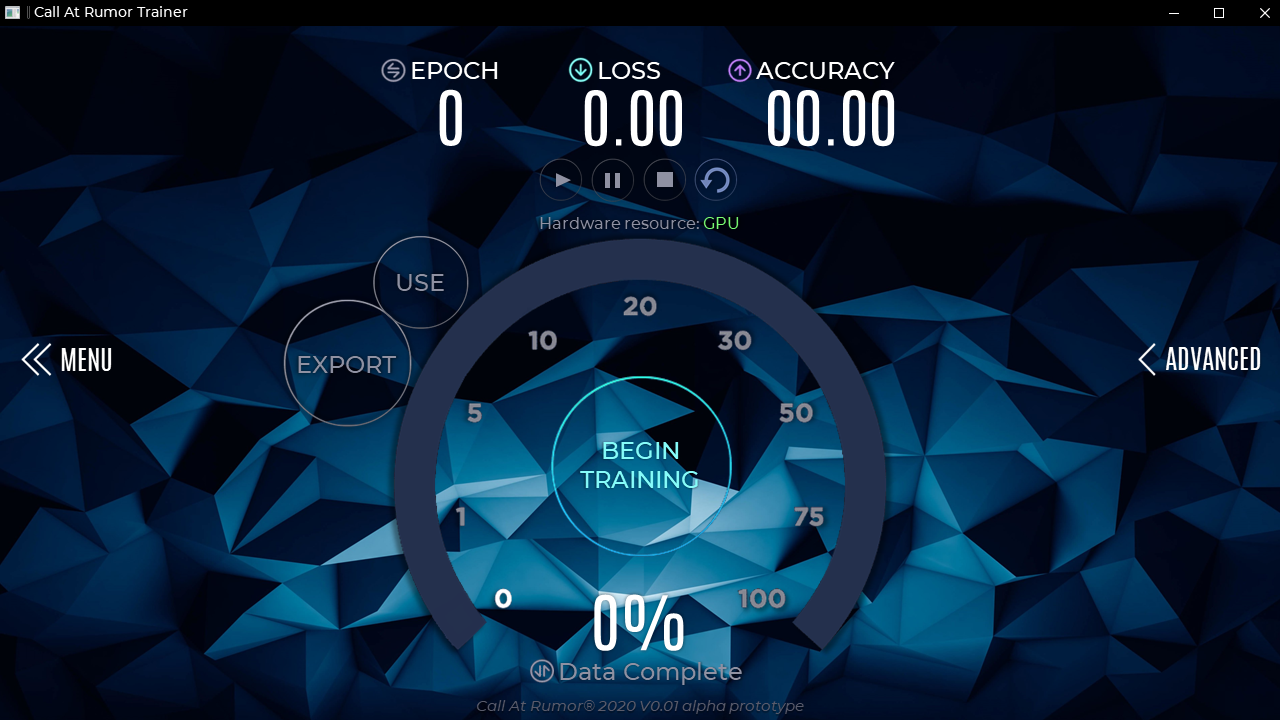 Call At Rumor Trainer
EPOCH LOSS ACCURACY
0 0.00 00.00
Hardware resource: GPU
USE
EXPORT
MENU
ADVANCED
20
10 30
5 50
BEGIN
TRAINING
1 75
0 100
0%
Data Complete
Call At Rumor® 2020 V0.01 alpha prototype